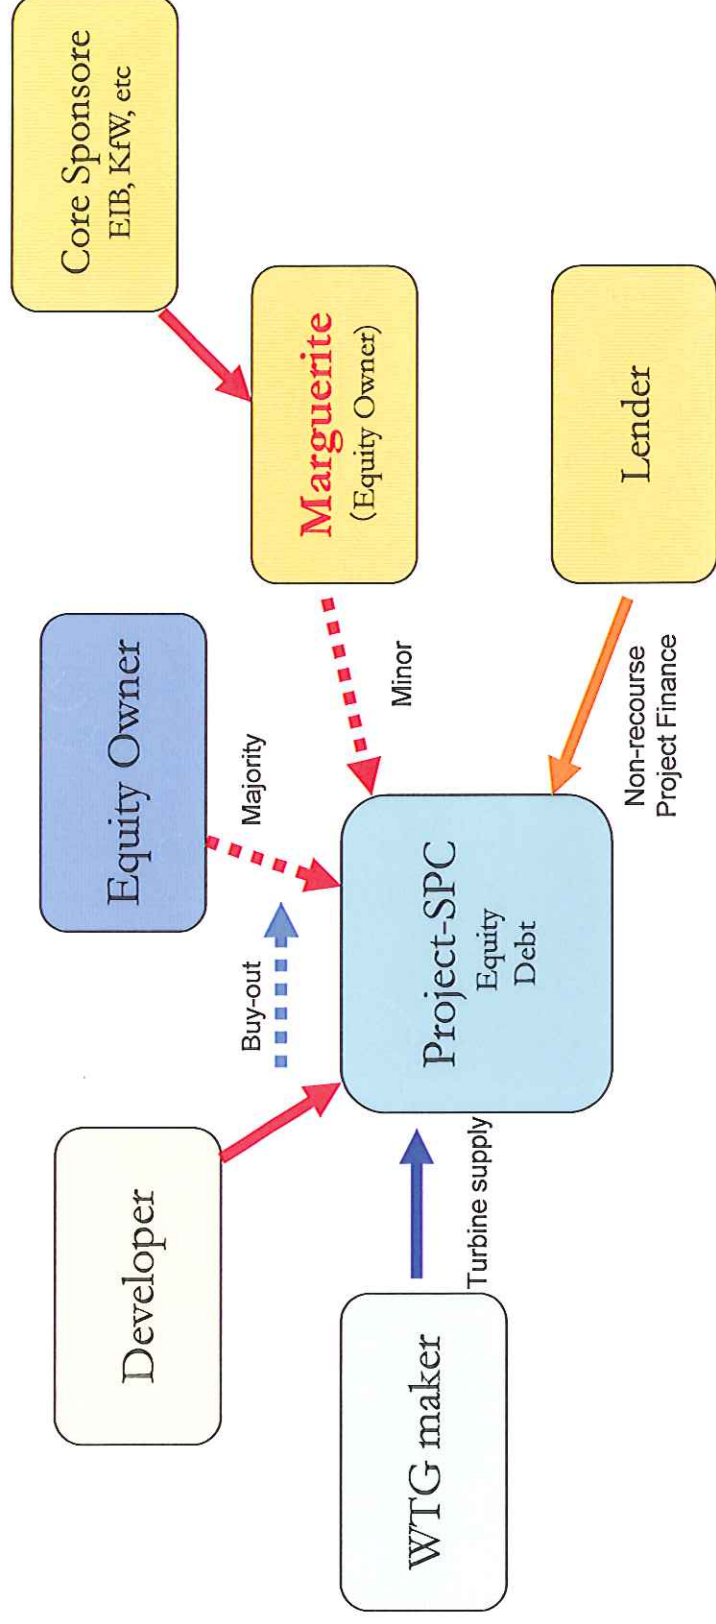 Core Sponsore
EIB, KfW, etc
Developer
Equity Owner
Marguerite
(Equity Owner)
Buy-out
Majority
Minor
WTG maker
Turbine supply
Project-SPC
Equity
Debt
Non-recourse
Project Finance
Lender